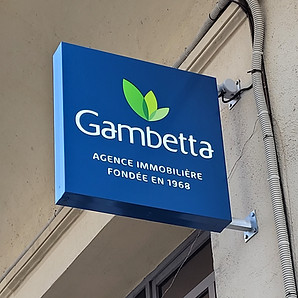 Gambetta
AGENCE IMMOBILIÈRE
FONDÉE EN 1968